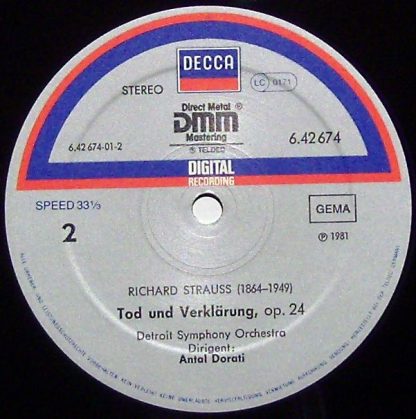 DECCA
STEREO
LC 0171
Direct Metal ®
DMM
Mastering
® TELDEC
6.42 674-01-2
6.42 674
DIGITAL
RECORDING
SPEED 33⅓
GEMA
2
℗ 1981
RICHARD STRAUSS (1864–1949)
Tod und Verklärung, op. 24
Detroit Symphony Orchestra
Dirigent:
Antal Dorati